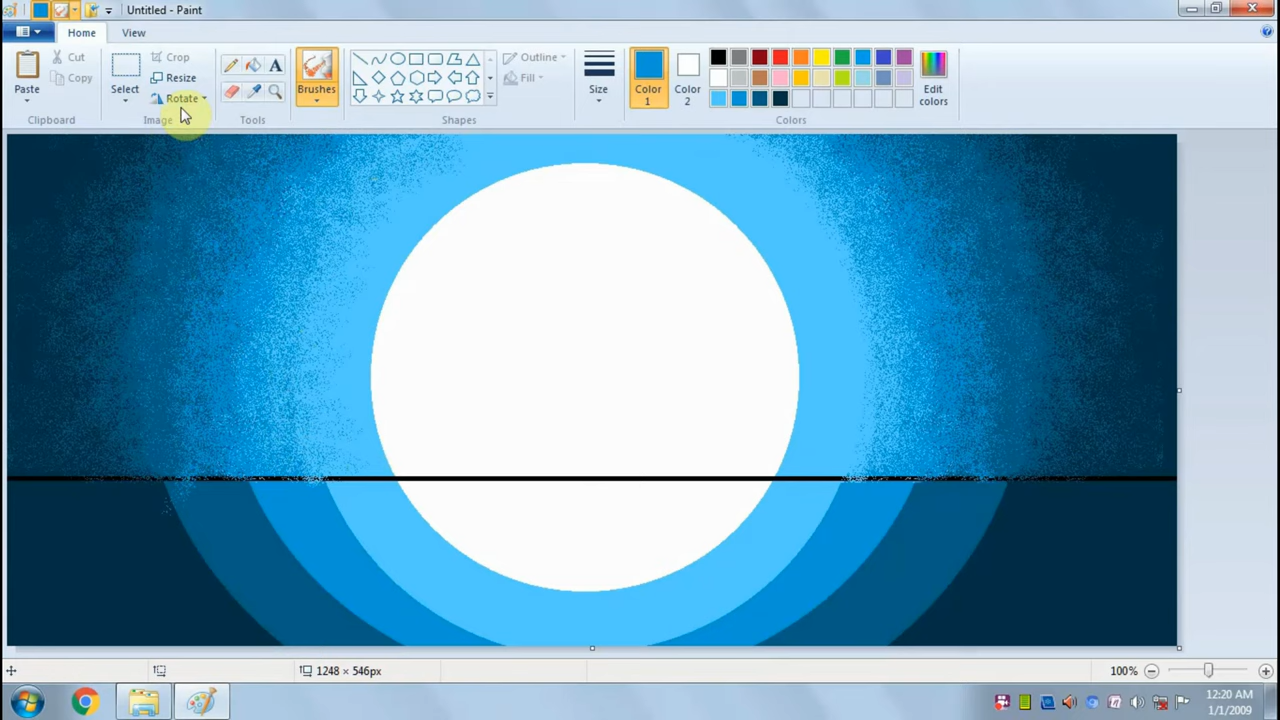 Untitled - Paint
Home View
Paste
Cut
Copy
Clipboard
Select
Crop
Resize
Rotate
Image
A
Tools
Brushes
Outline
Fill
Shapes
Size
Color 1
Color 2
Edit colors
Colors
1248 × 546px
100%
12:20 AM
1/1/2009